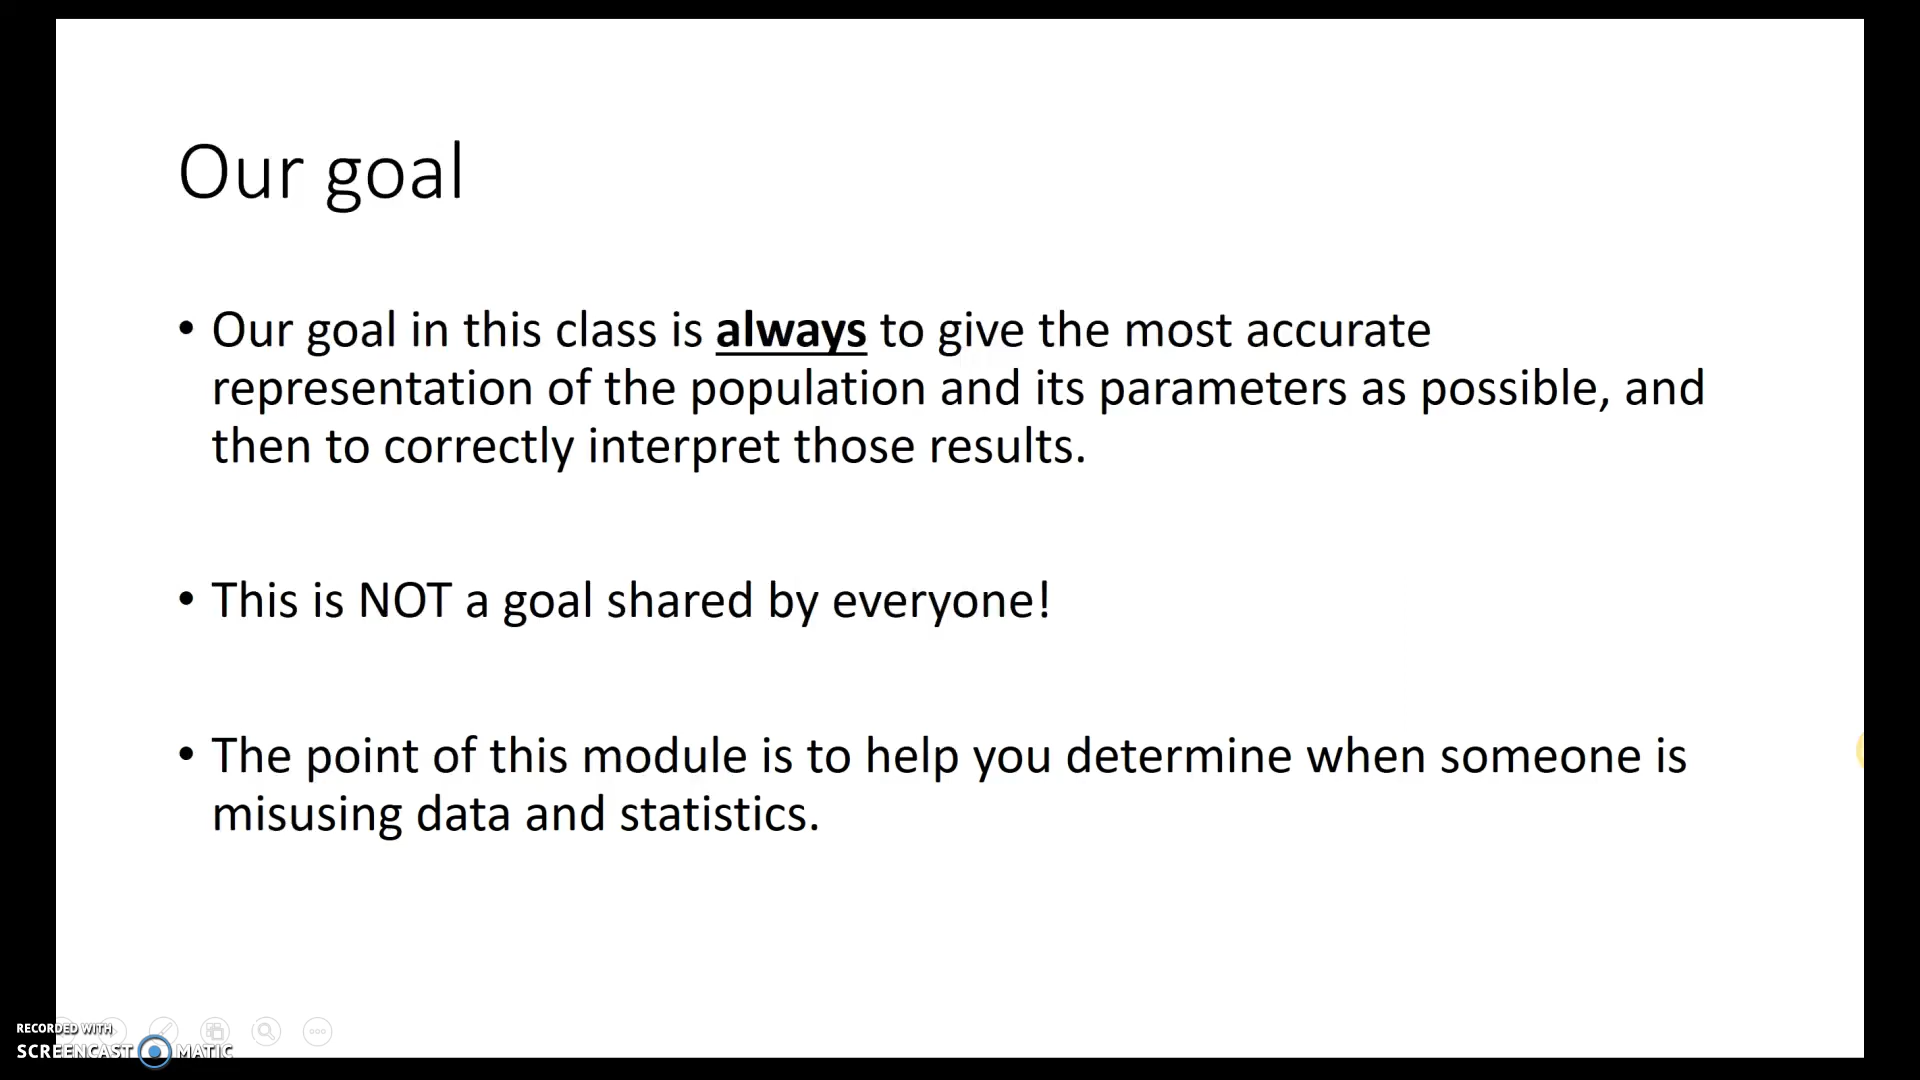 Our goal
• Our goal in this class is always to give the most accurate
representation of the population and its parameters as possible, and
then to correctly interpret those results.
• This is NOT a goal shared by everyone!
• The point of this module is to help you determine when someone is
misusing data and statistics.
RECORDED WITH
SCREENCAST MATIC